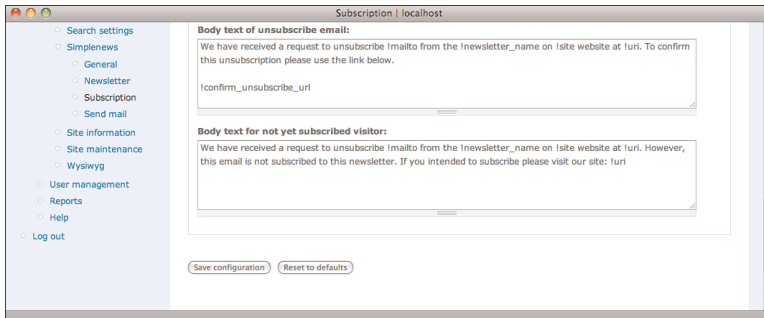 Subscription | localhost
Search settings
Simplenews
General
Newsletter
Subscription
Send mail
Site information
Site maintenance
Wysiwyg
User management
Reports
Help
Log out
Body text of unsubscribe email:
We have received a request to unsubscribe !mailto from the !newsletter_name on !site website at !uri. To confirm
this unsubscription please use the link below.
!confirm_unsubscribe_url
Body text for not yet subscribed visitor:
We have received a request to unsubscribe !mailto from the !newsletter_name on !site website at !uri. However,
this email is not subscribed to this newsletter. If you intended to subscribe please visit our site: !uri
Save configuration
Reset to defaults